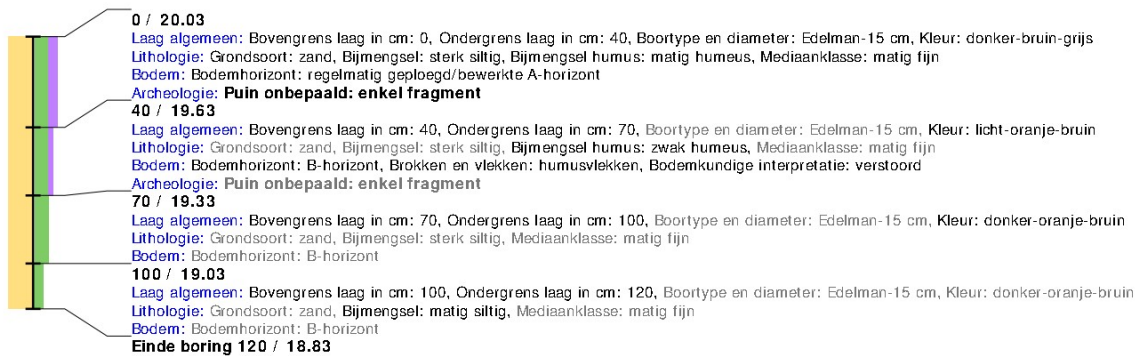 0 / 20.03
Laag algemeen: Bovengrens laag in cm: 0, Ondergrens laag in cm: 40, Boortype en diameter: Edelman-15 cm, Kleur: donker-bruin-grijs
Lithologie: Grondsoort: zand, Bijmengsel: sterk siltig, Bijmengsel humus: matig humeus, Mediaanklasse: matig fijn
Bodem: Bodemhorizont: regelmatig geploegd/bewerkte A-horizont
Archeologie: Puin onbepaald: enkel fragment
40 / 19.63
Laag algemeen: Bovengrens laag in cm: 40, Ondergrens laag in cm: 70, Boortype en diameter: Edelman-15 cm, Kleur: licht-oranje-bruin
Lithologie: Grondsoort: zand, Bijmengsel: sterk siltig, Bijmengsel humus: zwak humeus, Mediaanklasse: matig fijn
Bodem: Bodemhorizont: B-horizont, Brokken en vlekken: humusvlekken, Bodemkundige interpretatie: verstoord
Archeologie: Puin onbepaald: enkel fragment
70 / 19.33
Laag algemeen: Bovengrens laag in cm: 70, Ondergrens laag in cm: 100, Boortype en diameter: Edelman-15 cm, Kleur: donker-oranje-bruin
Lithologie: Grondsoort: zand, Bijmengsel: sterk siltig, Mediaanklasse: matig fijn
Bodem: Bodemhorizont: B-horizont
100 / 19.03
Laag algemeen: Bovengrens laag in cm: 100, Ondergrens laag in cm: 120, Boortype en diameter: Edelman-15 cm, Kleur: donker-oranje-bruin
Lithologie: Grondsoort: zand, Bijmengsel: matig siltig, Mediaanklasse: matig fijn
Bodem: Bodemhorizont: B-horizont
Einde boring 120 / 18.83